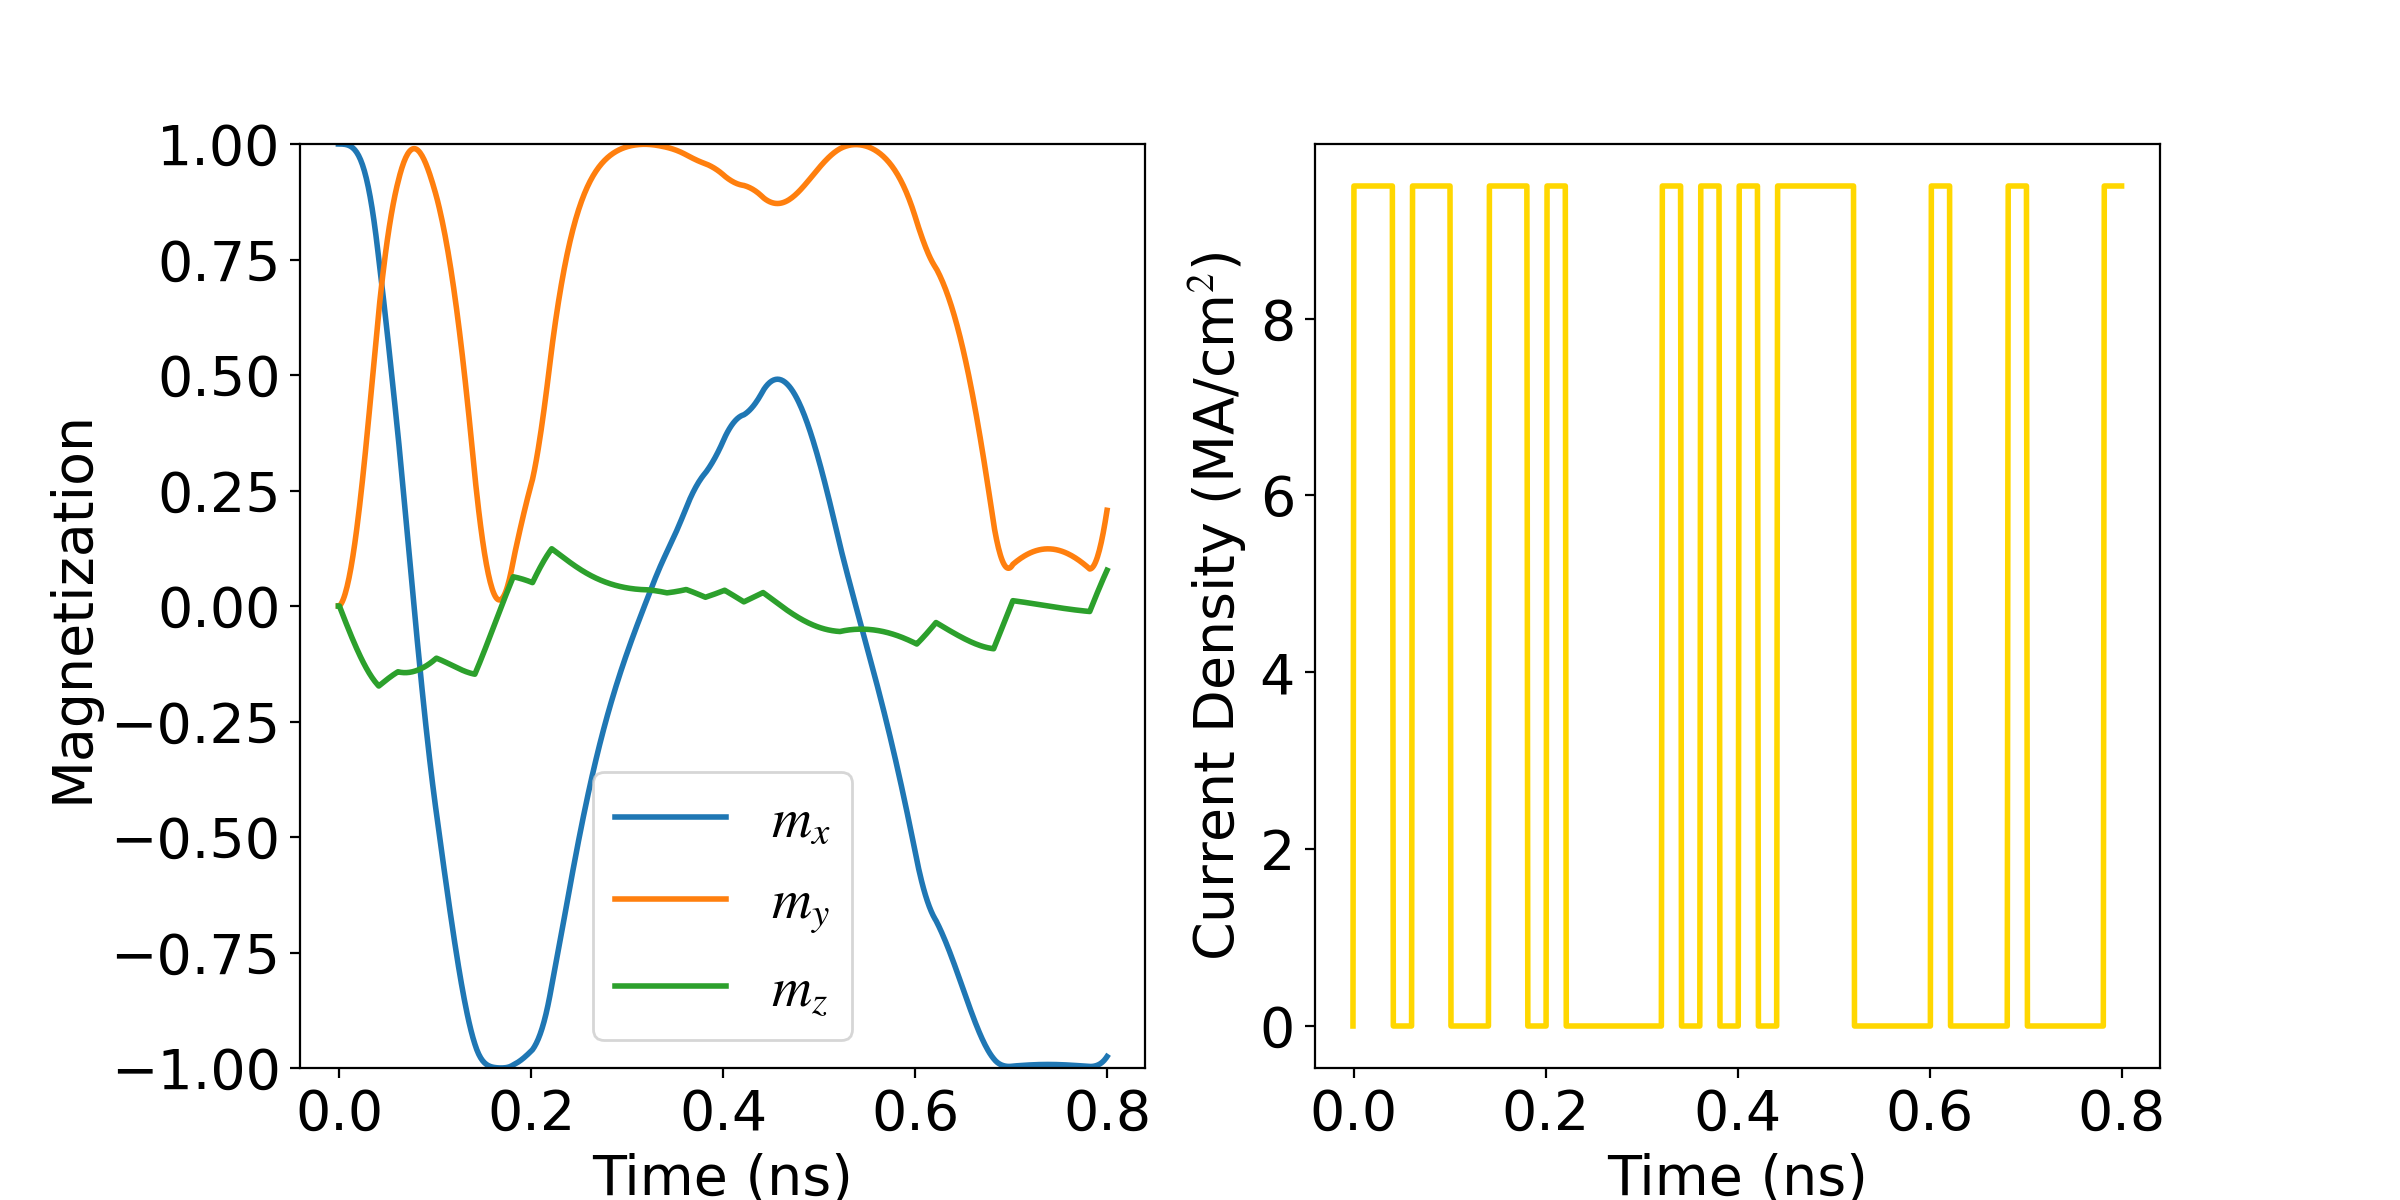 Magnetization
1.00
0.75
0.50
0.25
0.00
−0.25
−0.50
−0.75
−1.00
0.0 0.2 0.4 0.6 0.8
Time (ns)
m_x
m_y
m_z
Current Density (MA/cm²)
8
6
4
2
0
0.0 0.2 0.4 0.6 0.8
Time (ns)